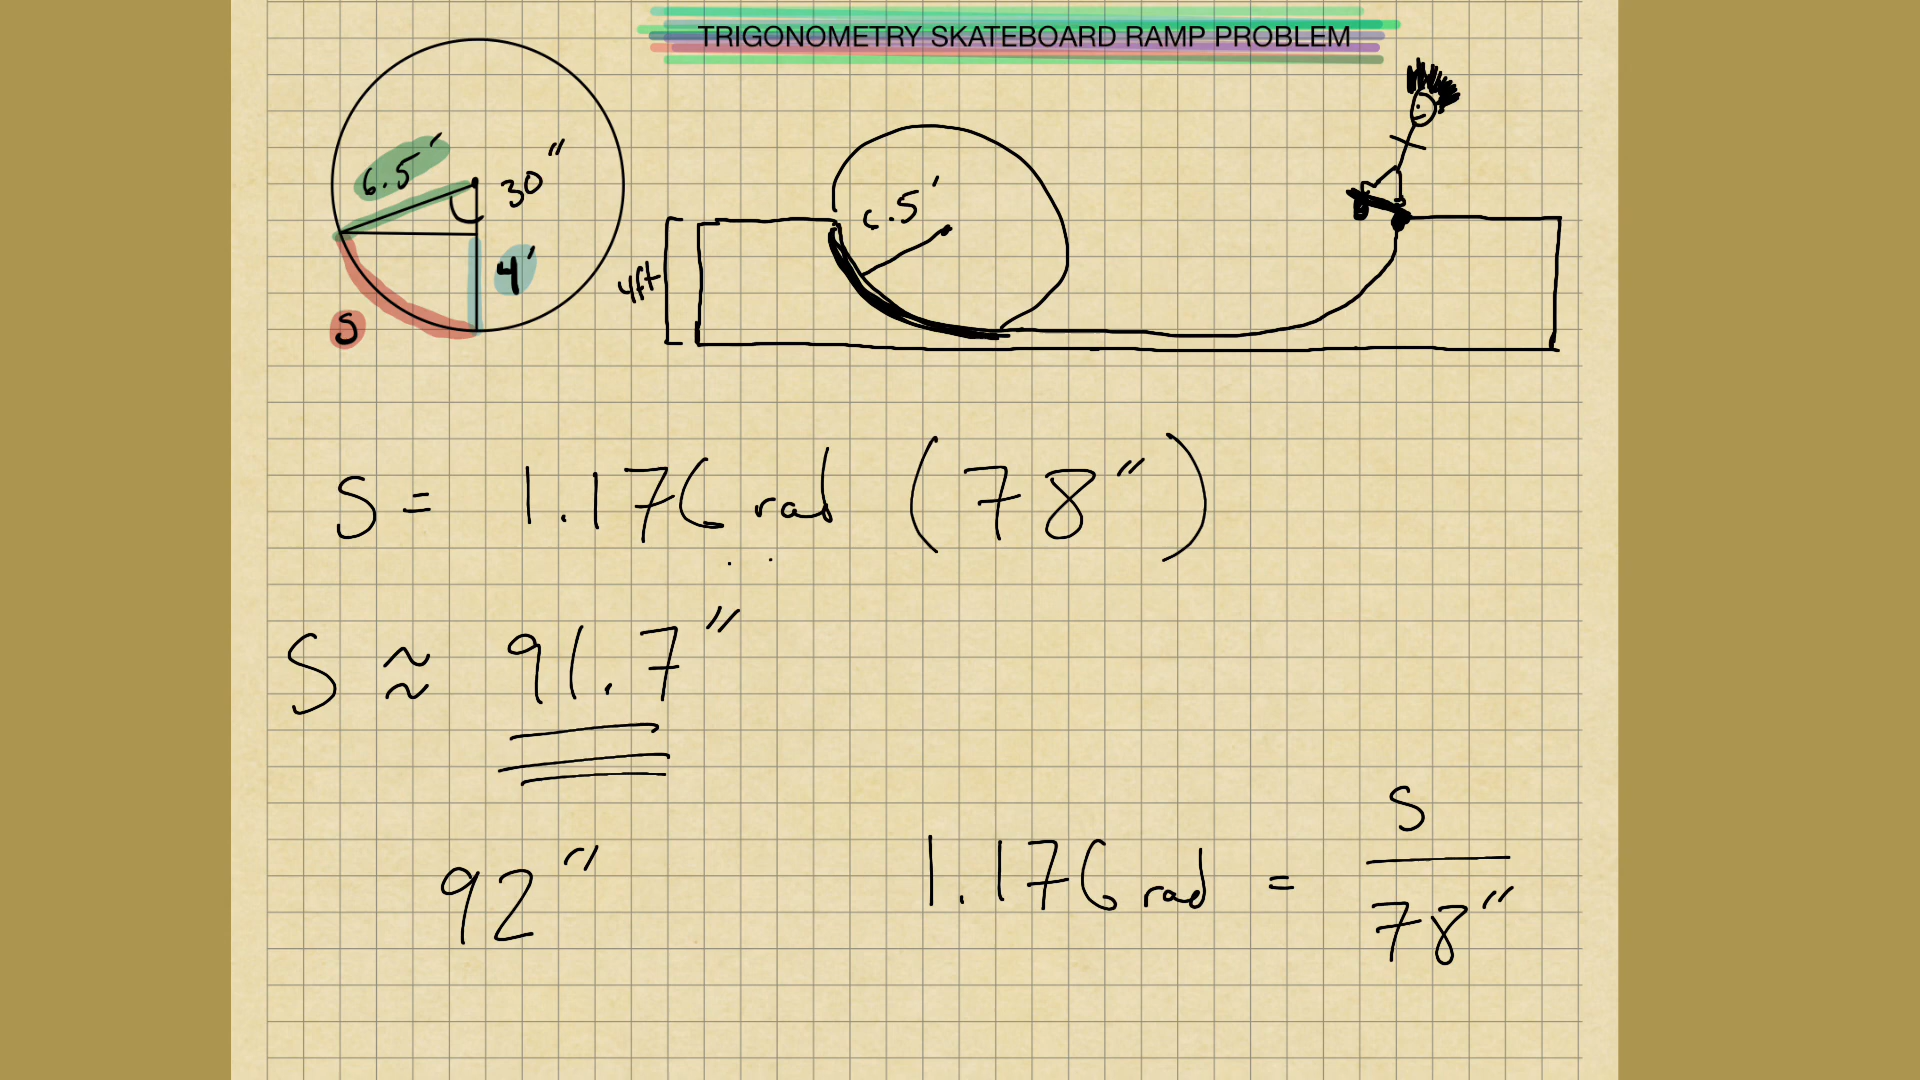 TRIGONOMETRY SKATEBOARD RAMP PROBLEM
6.5'
30"
4'
S
6.5'
4ft
S = 1.176 rad (78")
S ≈ 91.7"
92"
1.176 rad = S / 78"